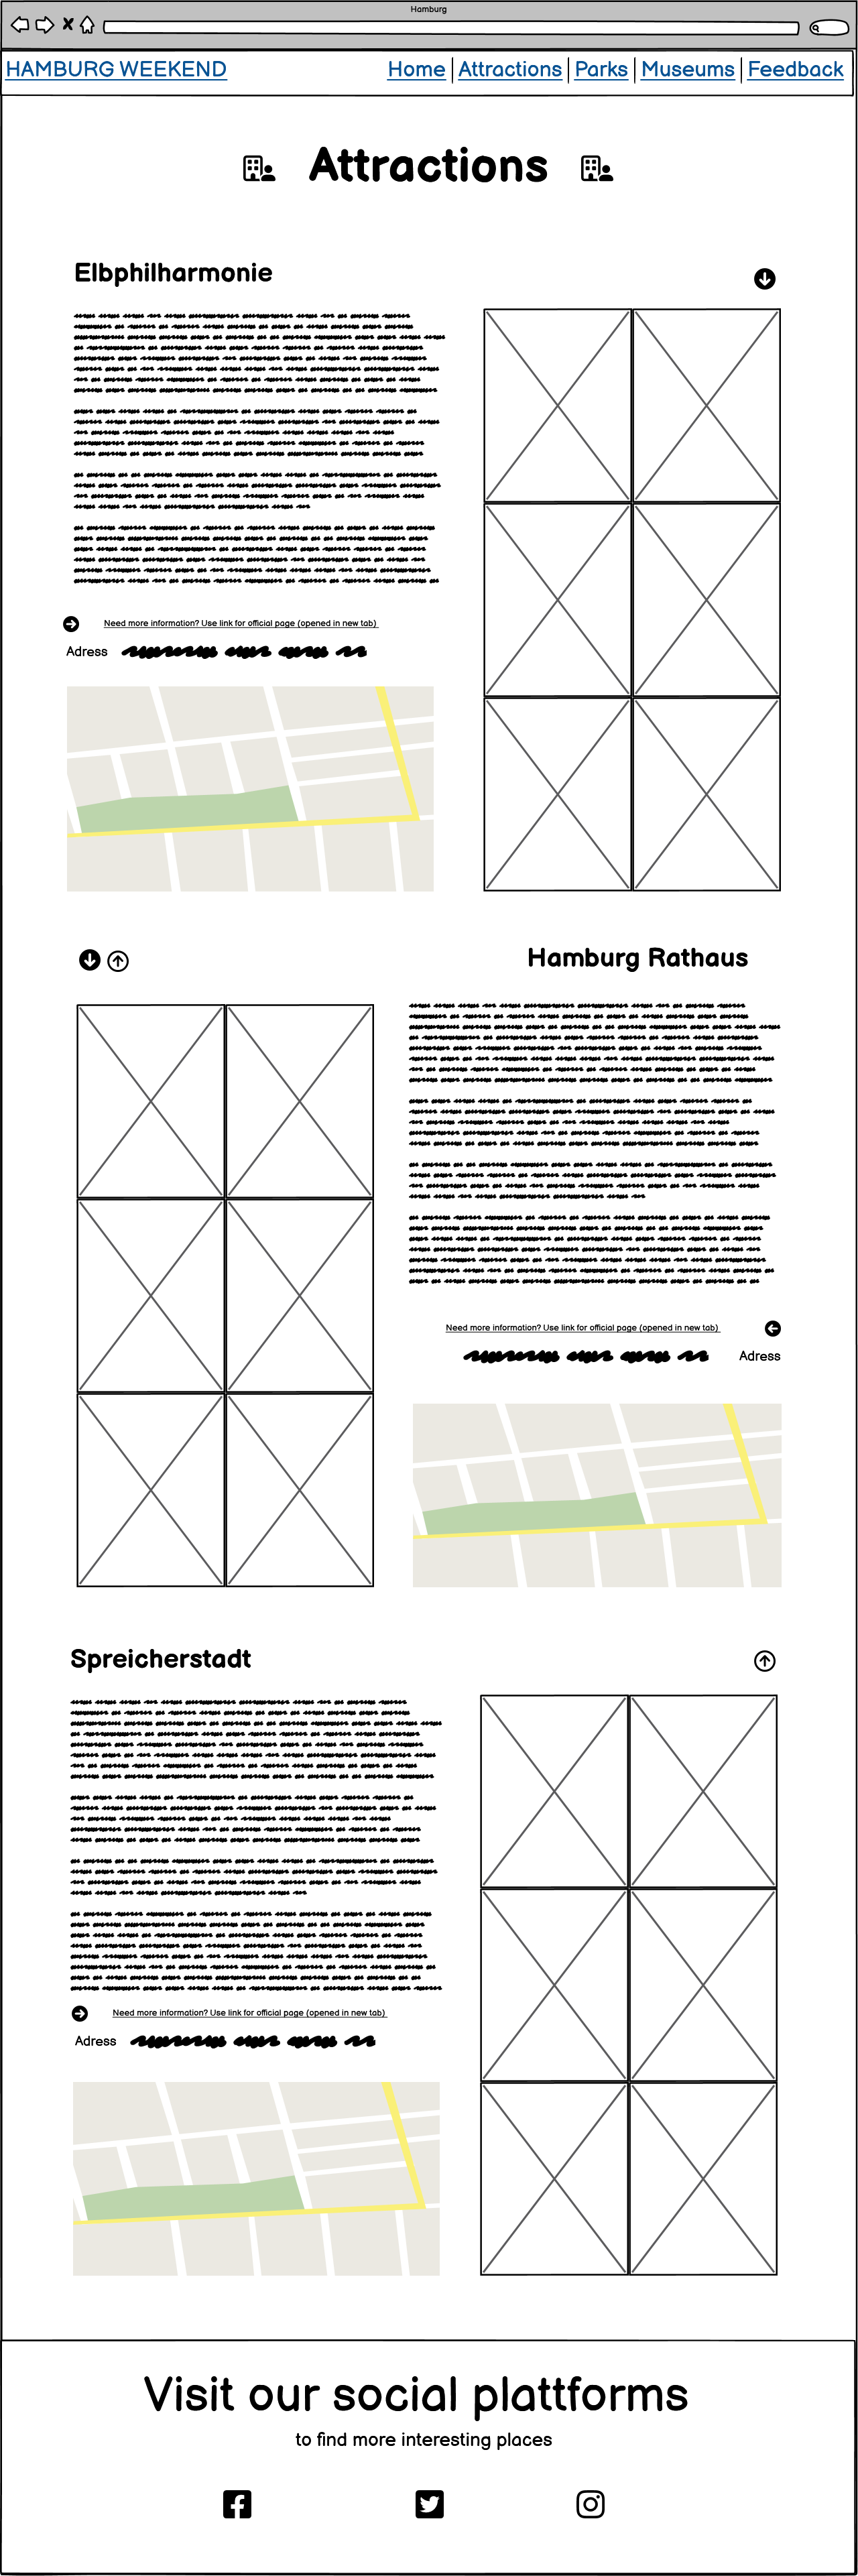 Hamburg
HAMBURG WEEKEND
Home | Attractions | Parks | Museums | Feedback
Attractions
Elbphilharmonie
Need more information? Use link for official page (opened in new tab)
Adress
Hamburg Rathaus
Need more information? Use link for official page (opened in new tab)
Adress
Spreicherstadt
Need more information? Use link for official page (opened in new tab)
Adress
Visit our social plattforms
to find more interesting places